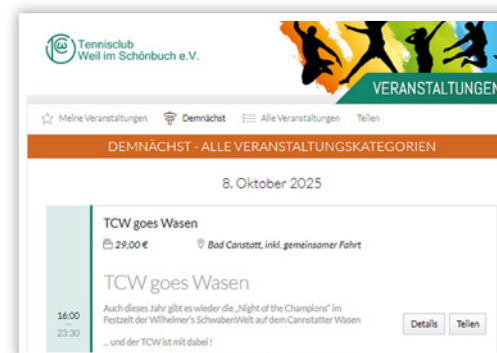 Tennisclub
Weil im Schönbuch e.V.
VERANSTALTUNGEN
Meine Veranstaltungen Demnächst Alle Veranstaltungen Teilen
DEMNÄCHST - ALLE VERANSTALTUNGSKATEGORIEN
8. Oktober 2025
TCW goes Wasen
29,00 € Bad Canstatt, inkl. gemeinsamer Fahrt
TCW goes Wasen
16:00
—
23:30
Auch dieses Jahr gibt es wieder die „Night of the Champions" im
Festzelt der Wilhelmer's SchwabenWelt auf dem Cannstatter Wasen
... und der TCW ist mit dabei !
Details Teilen